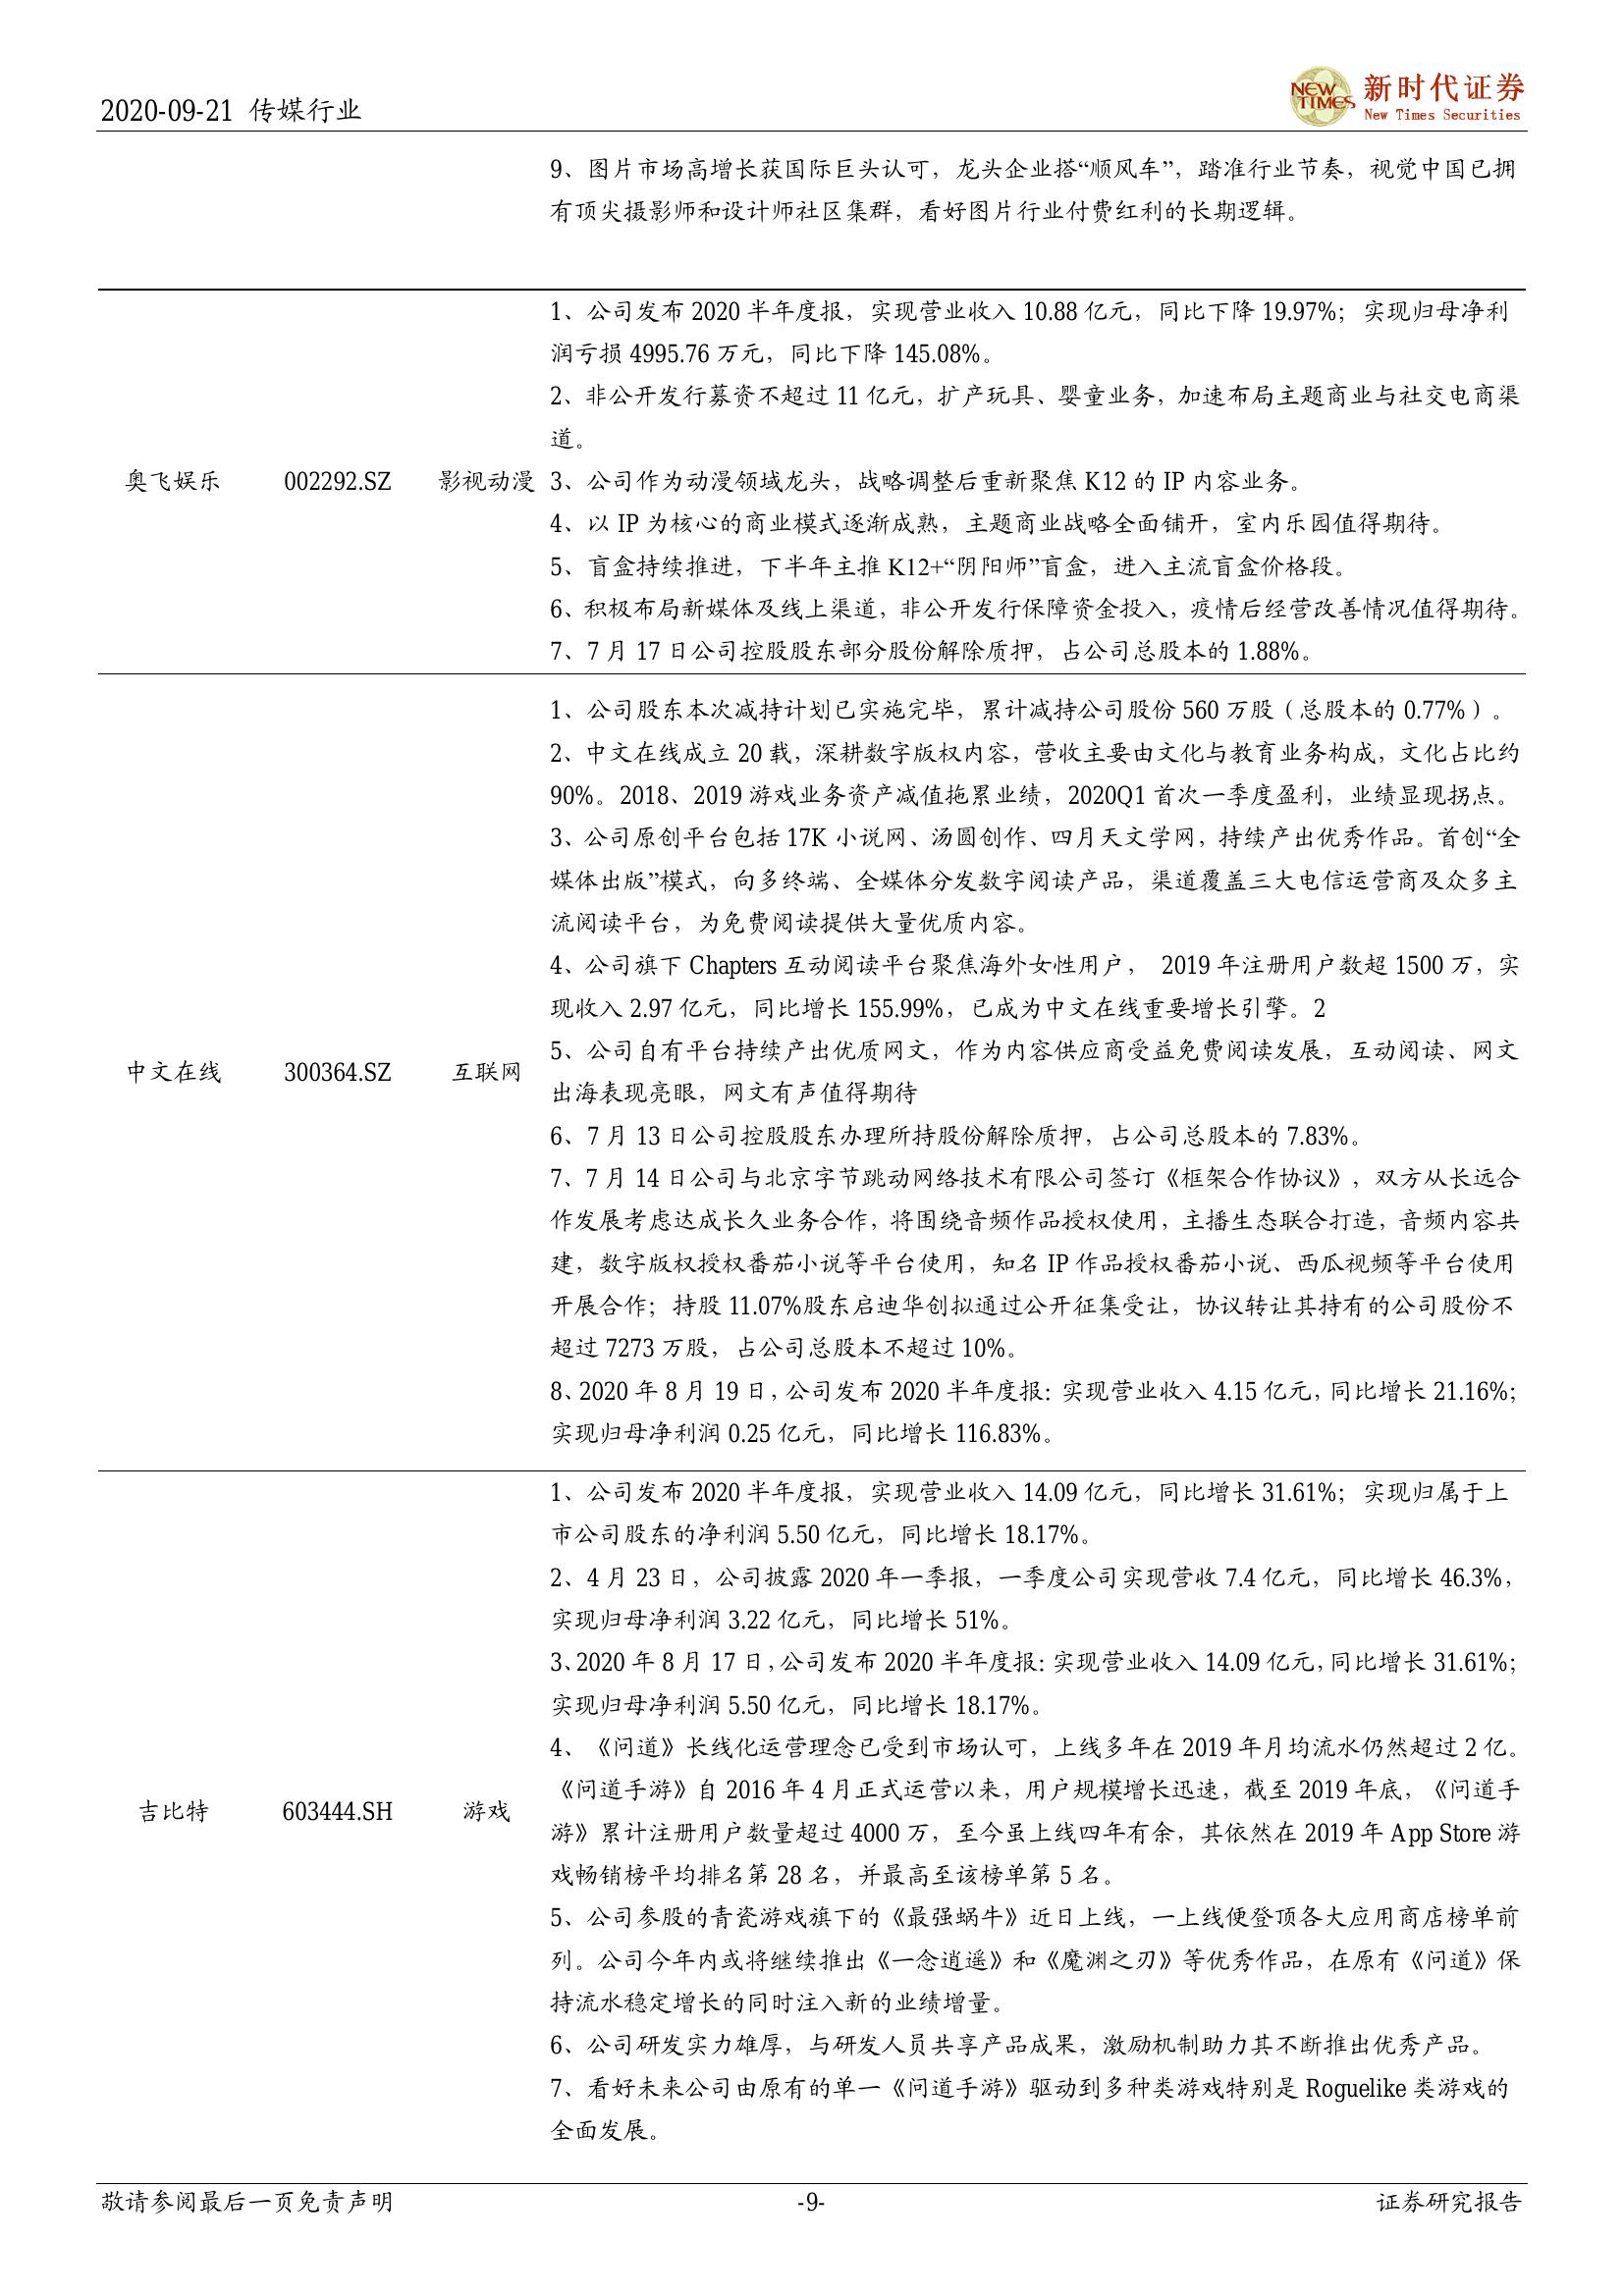 2020-09-21 传媒行业
NEW TIMES 新时代证券
New Times Securities
9、图片市场高增长获国际巨头认可，龙头企业搭“顺风车”，踏准行业节奏，视觉中国已拥
有顶尖摄影师和设计师社区集群，看好图片行业付费红利的长期逻辑。
1、公司发布 2020 半年度报，实现营业收入 10.88 亿元，同比下降 19.97%；实现归母净利
润亏损 4995.76 万元，同比下降 145.08%。
2、非公开发行募资不超过 11 亿元，扩产玩具、婴童业务，加速布局主题商业与社交电商渠
道。
奥飞娱乐 002292.SZ 影视动漫 3、公司作为动漫领域龙头，战略调整后重新聚焦 K12 的 IP 内容业务。
4、以 IP 为核心的商业模式逐渐成熟，主题商业战略全面铺开，室内乐园值得期待。
5、盲盒持续推进，下半年主推 K12+“阴阳师”盲盒，进入主流盲盒价格段。
6、积极布局新媒体及线上渠道，非公开发行保障资金投入，疫情后经营改善情况值得期待。
7、7 月 17 日公司控股股东部分股份解除质押，占公司总股本的 1.88%。
1、公司股东本次减持计划已实施完毕，累计减持公司股份 560 万股（总股本的 0.77%）。
2、中文在线成立 20 载，深耕数字版权内容，营收主要由文化与教育业务构成，文化占比约
90%。2018、2019 游戏业务资产减值拖累业绩，2020Q1 首次一季度盈利，业绩显现拐点。
3、公司原创平台包括 17K 小说网、汤圆创作、四月天文学网，持续产出优秀作品。首创“全
媒体出版”模式，向多终端、全媒体分发数字阅读产品，渠道覆盖三大电信运营商及众多主
流阅读平台，为免费阅读提供大量优质内容。
4、公司旗下 Chapters 互动阅读平台聚焦海外女性用户， 2019 年注册用户数超 1500 万，实
现收入 2.97 亿元，同比增长 155.99%，已成为中文在线重要增长引擎。2
中文在线 300364.SZ 互联网
5、公司自有平台持续产出优质网文，作为内容供应商受益免费阅读发展，互动阅读、网文
出海表现亮眼，网文有声值得期待
6、7 月 13 日公司控股股东办理所持股份解除质押，占公司总股本的 7.83%。
7、7 月 14 日公司与北京字节跳动网络技术有限公司签订《框架合作协议》，双方从长远合
作发展考虑达成长久业务合作，将围绕音频作品授权使用，主播生态联合打造，音频内容共
建，数字版权授权番茄小说等平台使用，知名 IP 作品授权番茄小说、西瓜视频等平台使用
开展合作；持股 11.07%股东启迪华创拟通过公开征集受让，协议转让其持有的公司股份不
超过 7273 万股，占公司总股本不超过 10%。
8、2020 年 8 月 19 日，公司发布 2020 半年度报：实现营业收入 4.15 亿元，同比增长 21.16%；
实现归母净利润 0.25 亿元，同比增长 116.83%。
1、公司发布 2020 半年度报，实现营业收入 14.09 亿元，同比增长 31.61%；实现归属于上
市公司股东的净利润 5.50 亿元，同比增长 18.17%。
2、4 月 23 日，公司披露 2020 年一季报，一季度公司实现营收 7.4 亿元，同比增长 46.3%，
实现归母净利润 3.22 亿元，同比增长 51%。
3、2020 年 8 月 17 日，公司发布 2020 半年度报：实现营业收入 14.09 亿元，同比增长 31.61%；
实现归母净利润 5.50 亿元，同比增长 18.17%。
4、《问道》长线化运营理念已受到市场认可，上线多年在 2019 年月均流水仍然超过 2 亿。
《问道手游》自 2016 年 4 月正式运营以来，用户规模增长迅速，截至 2019 年底，《问道手
吉比特 603444.SH 游戏
游》累计注册用户数量超过 4000 万，至今虽上线四年有余，其依然在 2019 年 App Store 游
戏畅销榜平均排名第 28 名，并最高至该榜单第 5 名。
5、公司参股的青瓷游戏旗下的《最强蜗牛》近日上线，一上线便登顶各大应用商店榜单前
列。公司今年内或将继续推出《一念逍遥》和《魔渊之刃》等优秀作品，在原有《问道》保
持流水稳定增长的同时注入新的业绩增量。
6、公司研发实力雄厚，与研发人员共享产品成果，激励机制助力其不断推出优秀产品。
7、看好未来公司由原有的单一《问道手游》驱动到多种类游戏特别是 Roguelike 类游戏的
全面发展。
敬请参阅最后一页免责声明 -9- 证券研究报告